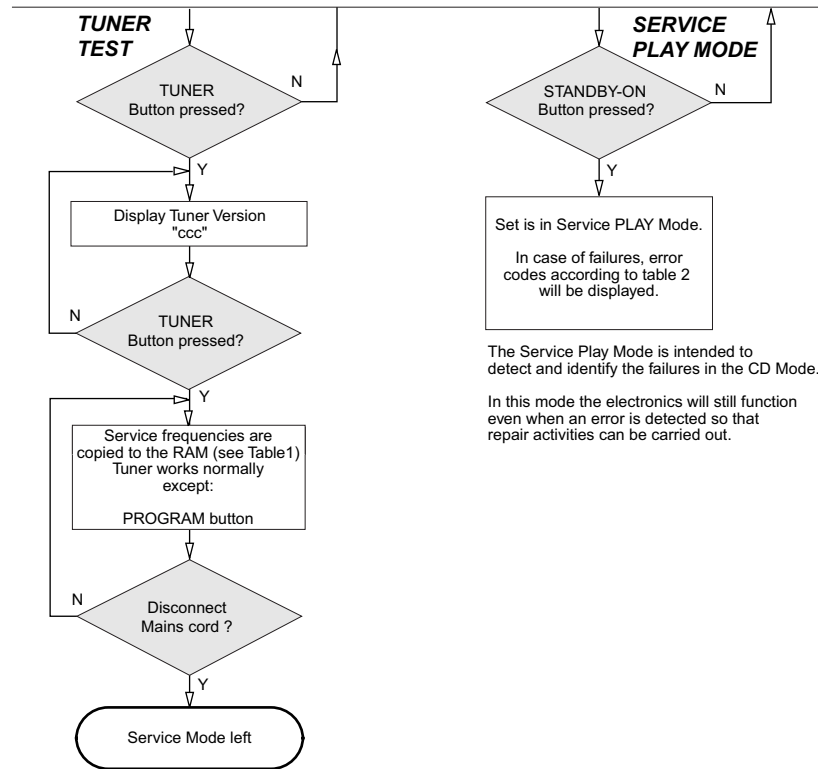 TUNER
TEST
TUNER
Button pressed?
N
Y
Display Tuner Version
"ccc"
N
TUNER
Button pressed?
Y
Service frequencies are
copied to the RAM (see Table1)
Tuner works normally
except:
PROGRAM button
N
Disconnect
Mains cord ?
Y
Service Mode left
SERVICE
PLAY MODE
STANDBY-ON
Button pressed?
N
Y
Set is in Service PLAY Mode.
In case of failures, error
codes according to table 2
will be displayed.
The Service Play Mode is intended to
detect and identify the failures in the CD Mode.
In this mode the electronics will still function
even when an error is detected so that
repair activities can be carried out.